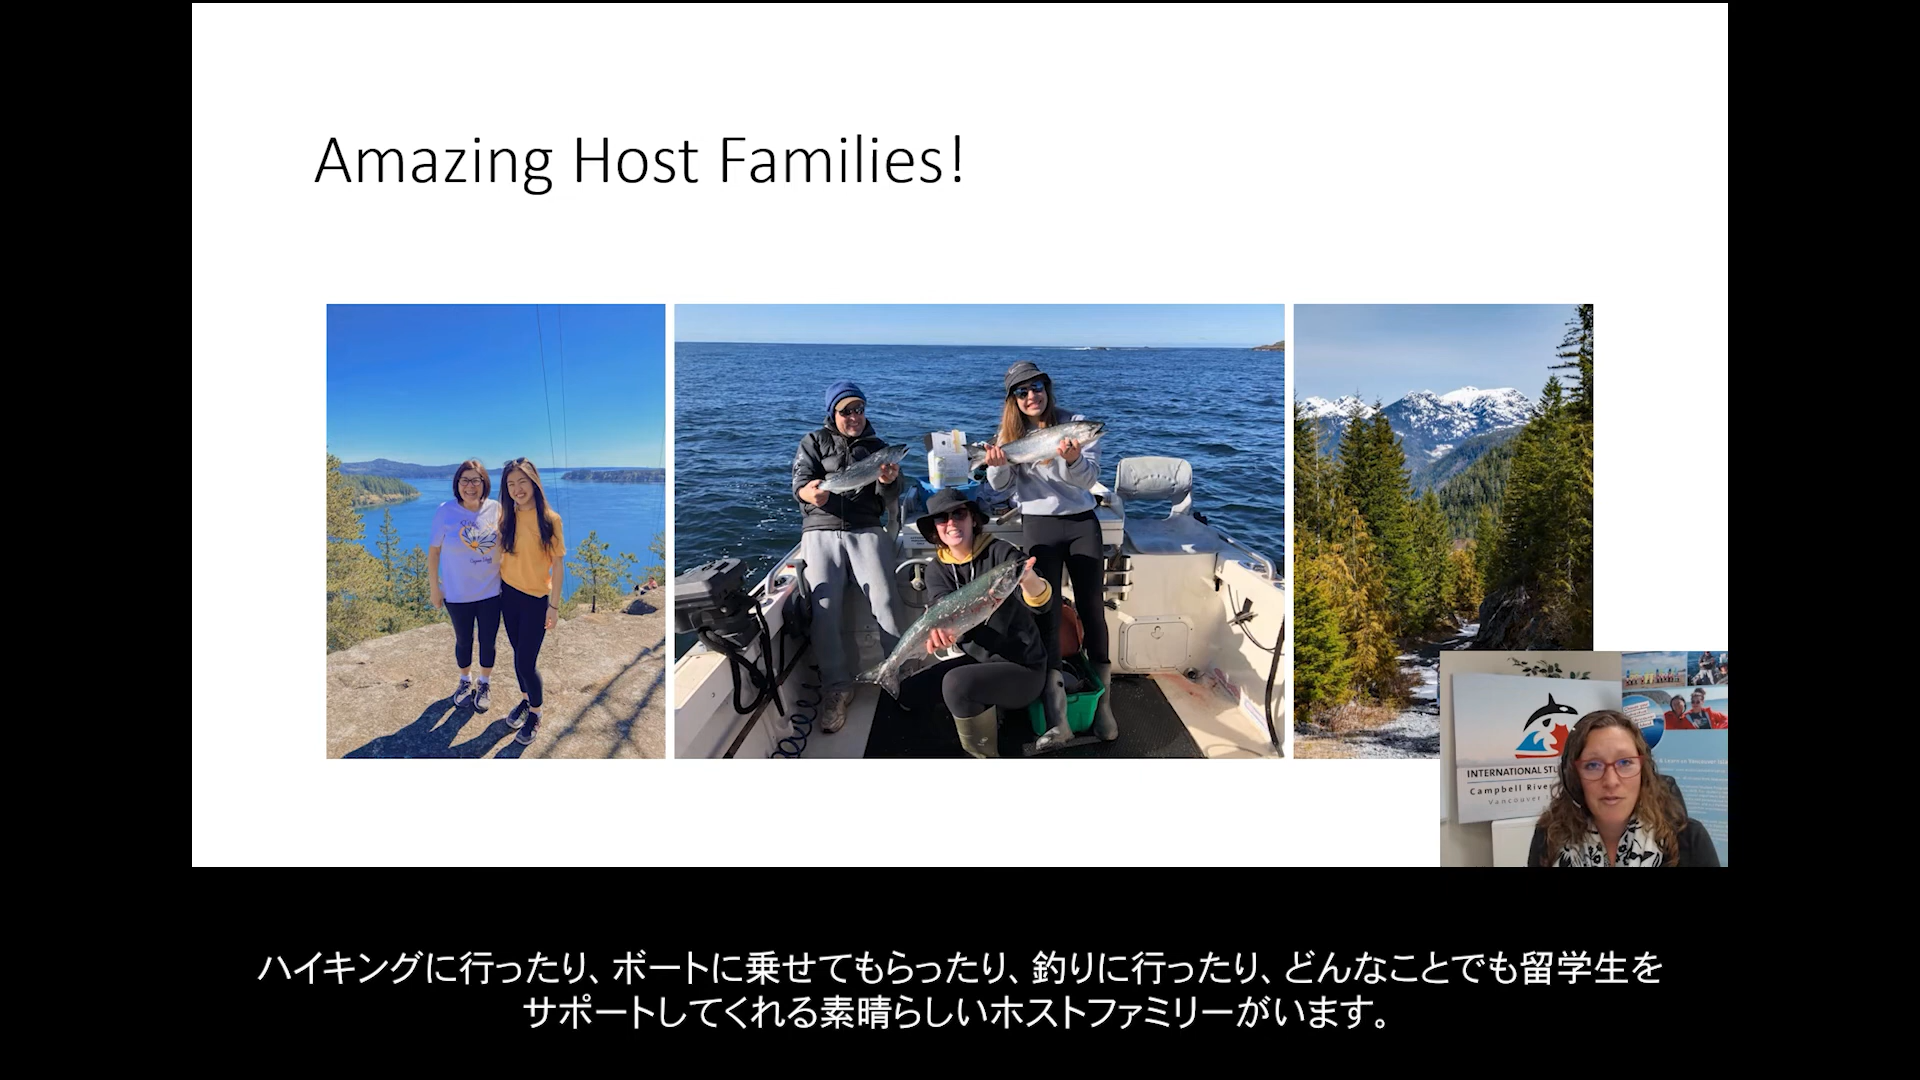 Amazing Host Families!
INTERNATIONAL
Campbell River
Vancouver
ハイキングに行ったり、ボートに乗せてもらったり、釣りに行ったり、どんなことでも留学生を
サポートしてくれる素晴らしいホストファミリーがいます。